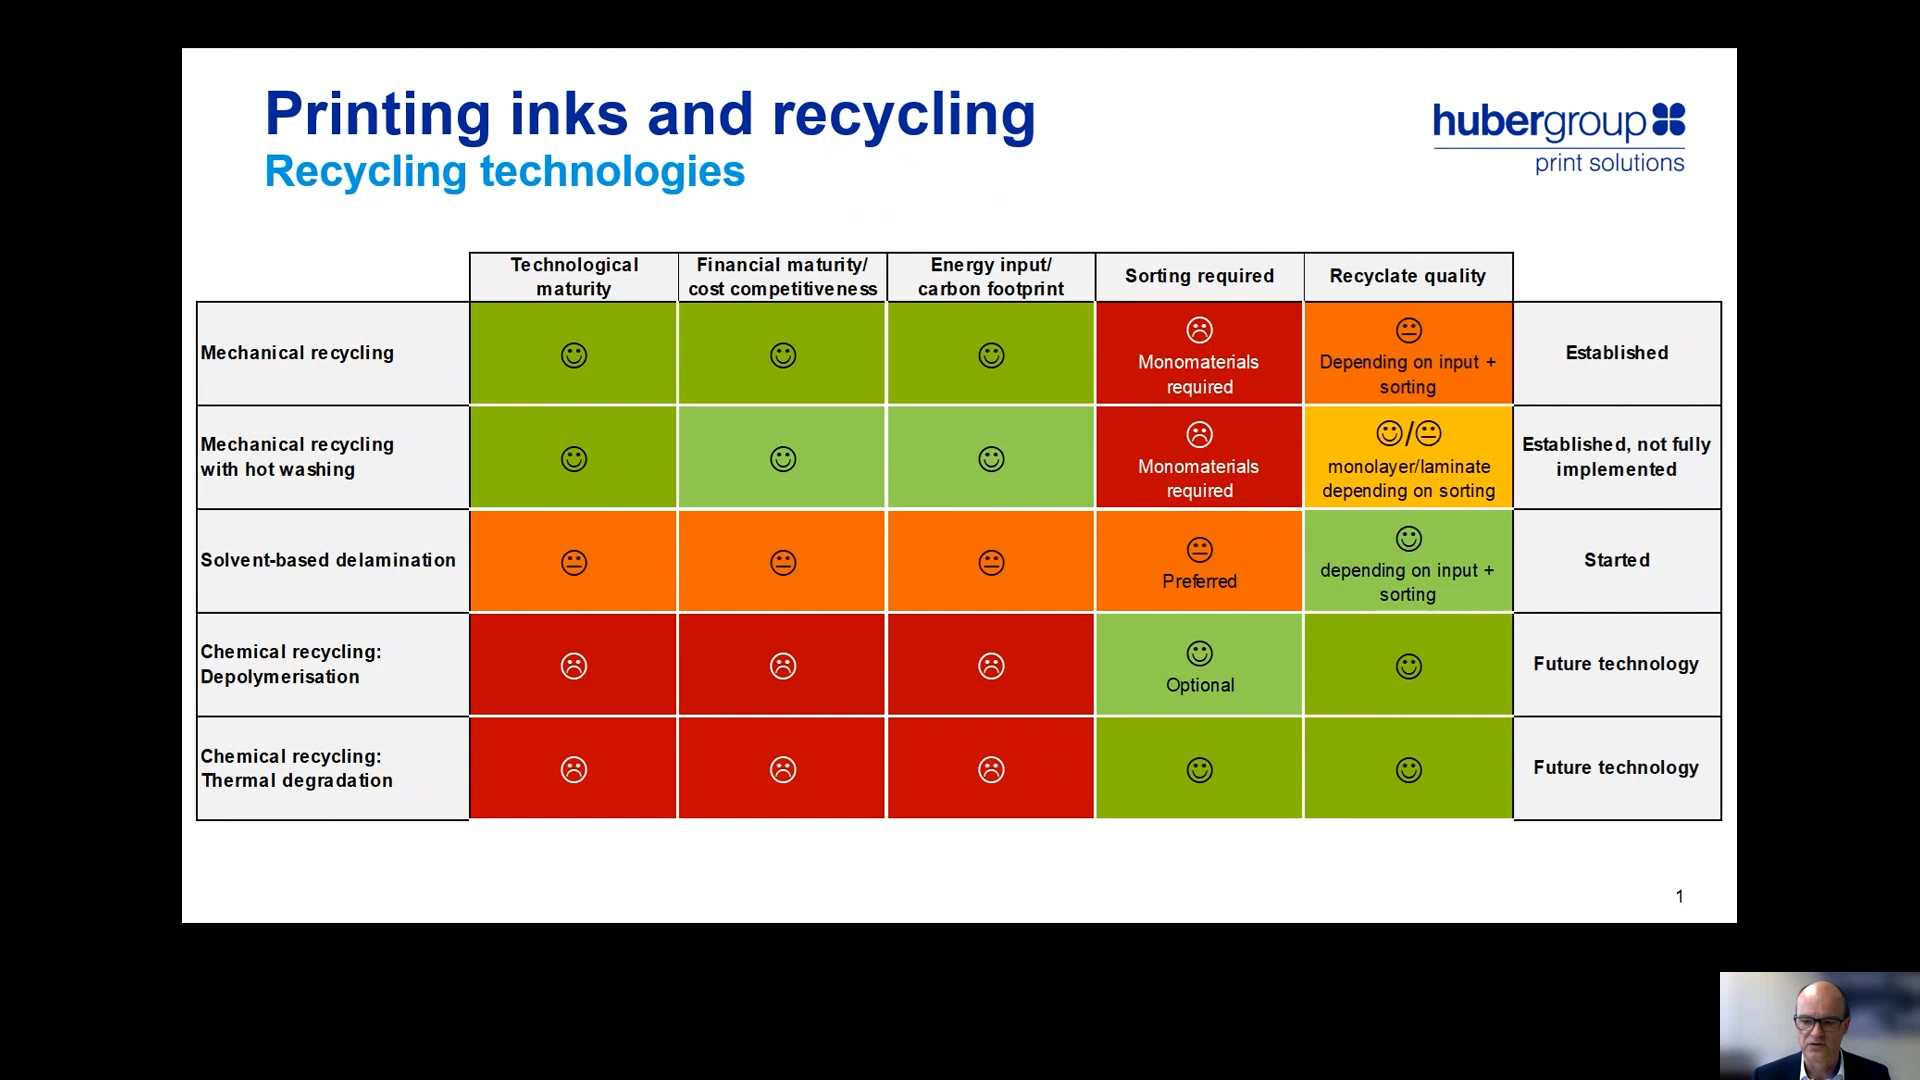 Printing inks and recycling
Recycling technologies
hubergroup
print solutions
Technological
maturity
Financial maturity/
cost competitiveness
Energy input/
carbon footprint
Sorting required
Recyclate quality
Mechanical recycling
Monomaterials
required
Depending on input +
sorting
Established
Mechanical recycling
with hot washing
Monomaterials
required
/
monolayer/laminate
depending on sorting
Established, not fully
implemented
Solvent-based delamination
Preferred
depending on input +
sorting
Started
Chemical recycling:
Depolymerisation
Optional
Future technology
Chemical recycling:
Thermal degradation
Future technology
1